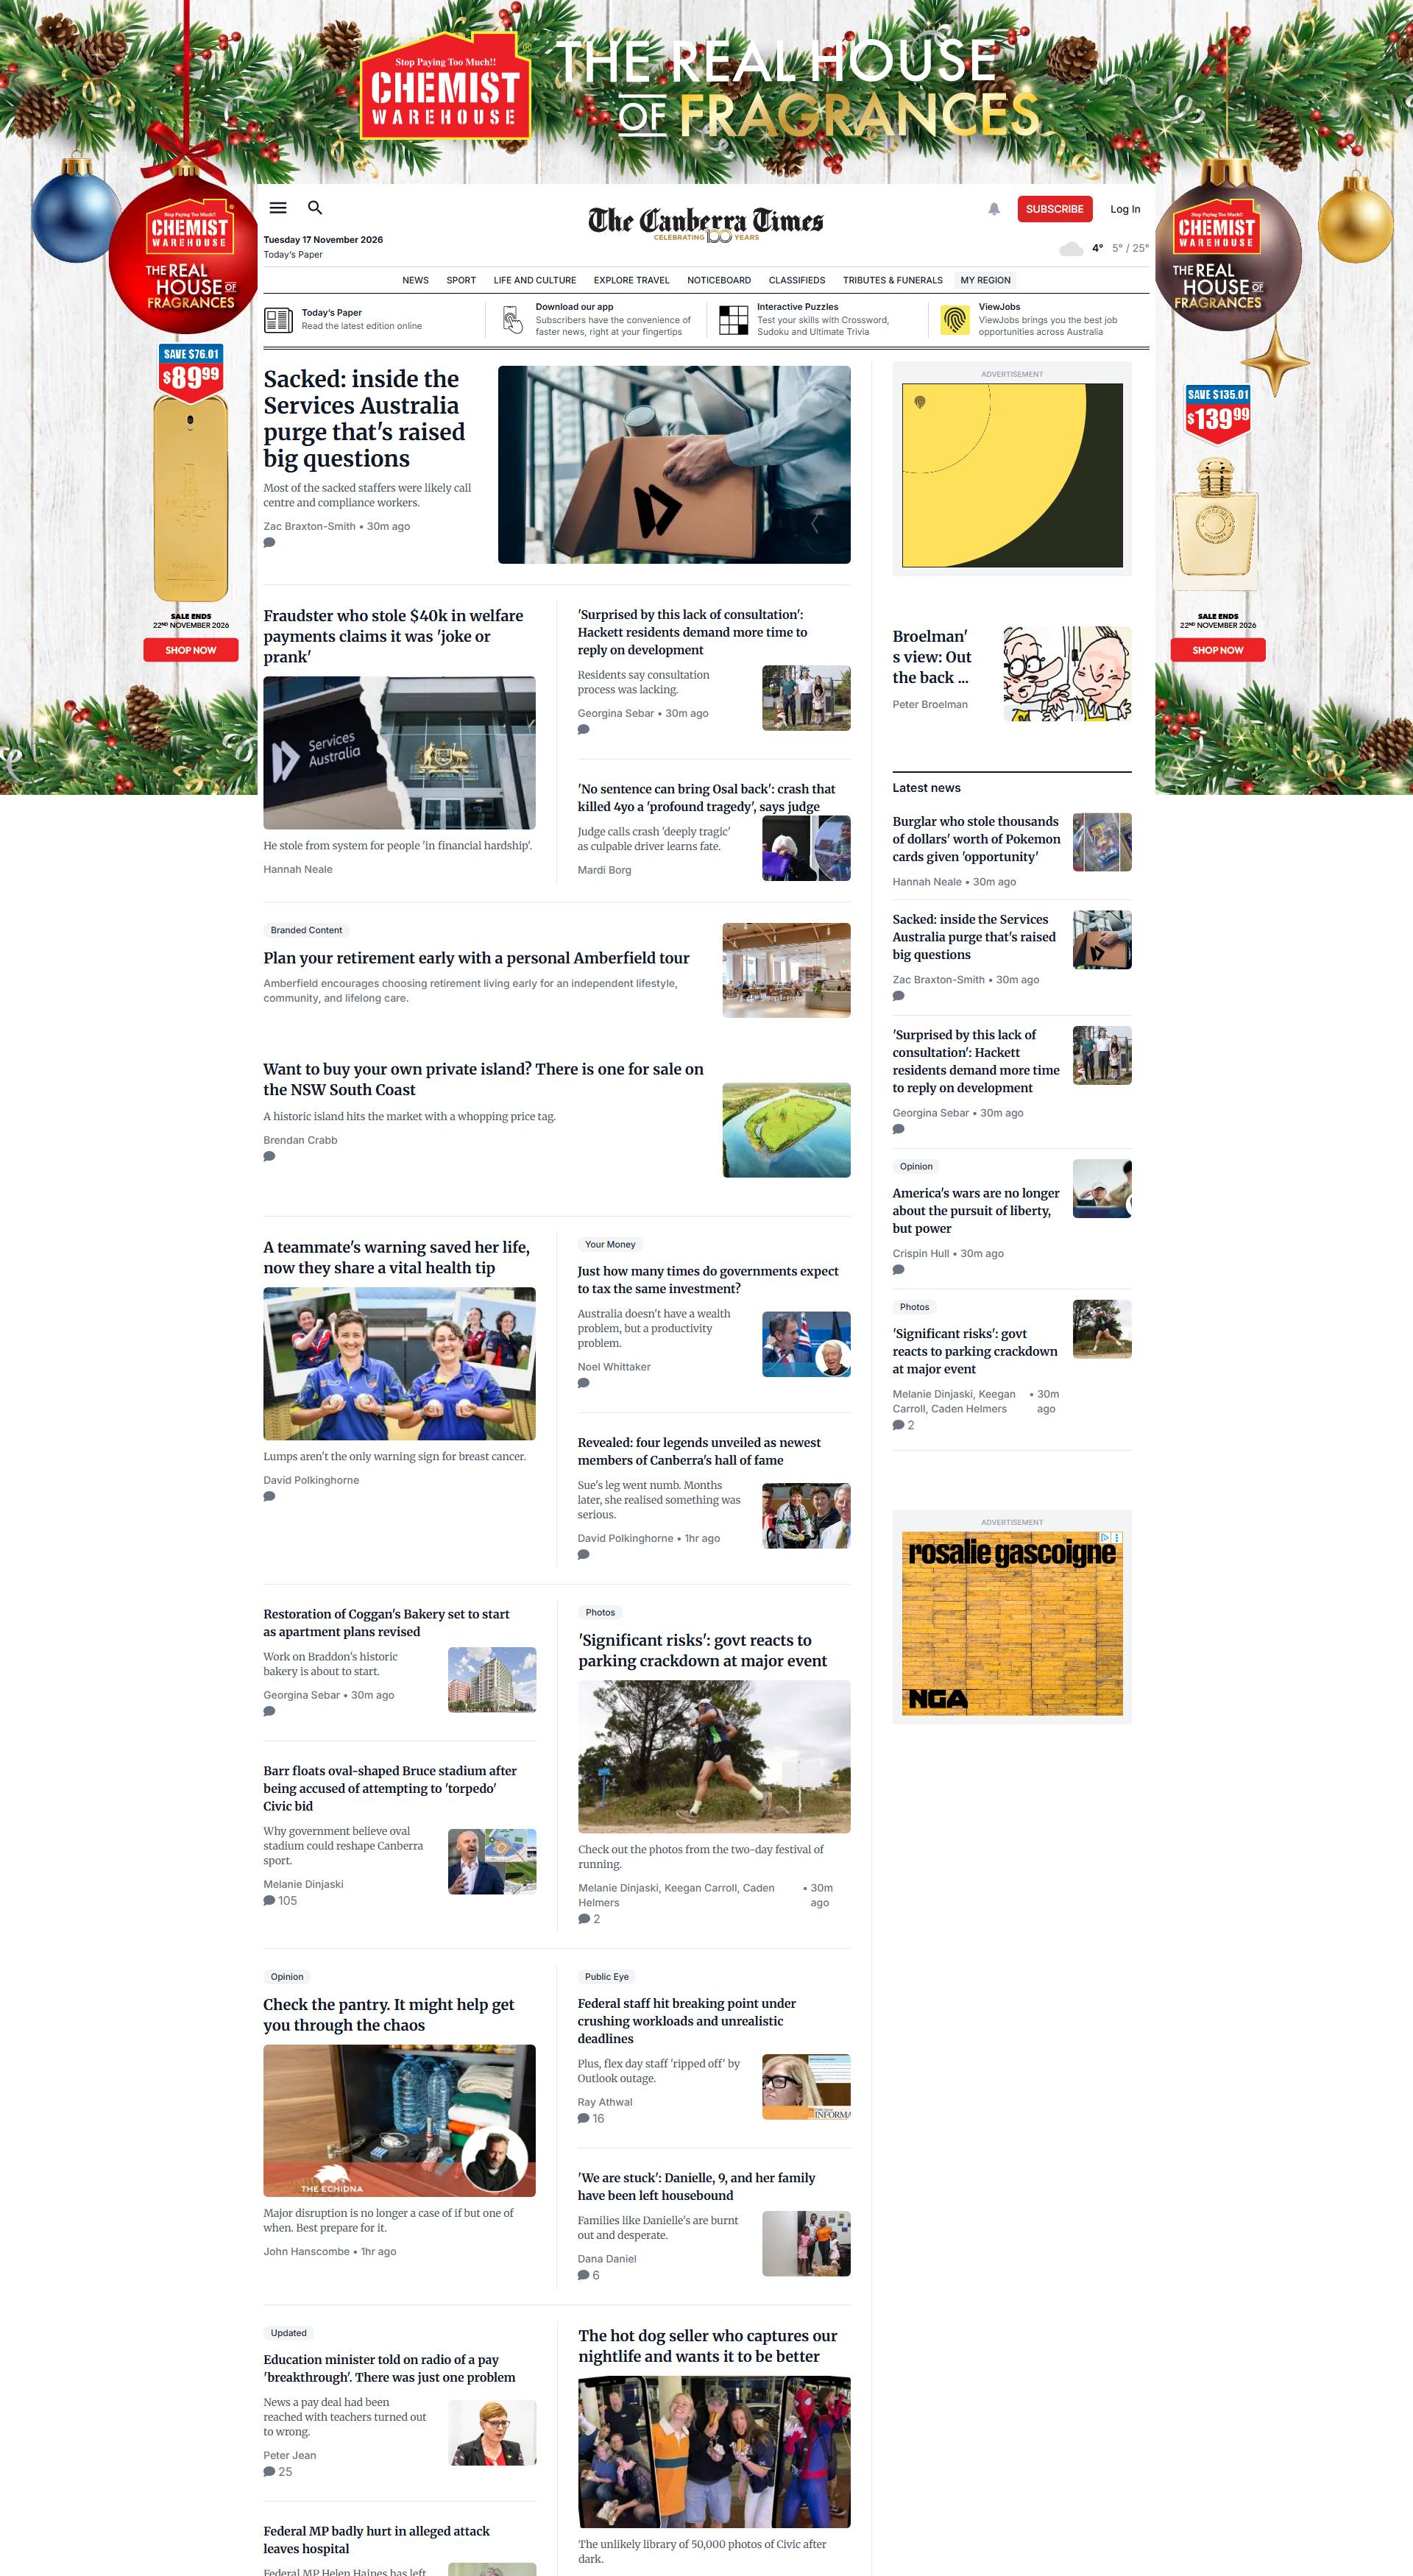 Stop Paying Too Much!!
CHEMIST
WAREHOUSE
THE REAL HOUSE
OF FRAGRANCES
Stop Paying Too Much!!
CHEMIST
WAREHOUSE
THE REAL
HOUSE OF
FRAGRANCES
SAVE $76.01
$89.99
SALE ENDS
22ND NOVEMBER 2026
SHOP NOW
Stop Paying Too Much!!
CHEMIST
WAREHOUSE
THE REAL
HOUSE OF
FRAGRANCES
SAVE $135.01
$139.99
SALE ENDS
22ND NOVEMBER 2026
SHOP NOW
The Canberra Times
CELEBRATING 100 YEARS
SUBSCRIBE
Log In
Tuesday 17 November 2026
Today's Paper
4° 5° / 25°
NEWS SPORT LIFE AND CULTURE EXPLORE TRAVEL NOTICEBOARD CLASSIFIEDS TRIBUTES & FUNERALS MY REGION
Today's Paper
Read the latest edition online
Download our app
Subscribers have the convenience of
faster news, right at your fingertips
Interactive Puzzles
Test your skills with Crossword,
Sudoku and Ultimate Trivia
ViewJobs
ViewJobs brings you the best job
opportunities across Australia
Sacked: inside the
Services Australia
purge that's raised
big questions
Most of the sacked staffers were likely call
centre and compliance workers.
Zac Braxton-Smith • 30m ago
Fraudster who stole $40k in welfare
payments claims it was 'joke or
prank'
Services
Australia
He stole from system for people 'in financial hardship'.
Hannah Neale
'Surprised by this lack of consultation':
Hackett residents demand more time to
reply on development
Residents say consultation
process was lacking.
Georgina Sebar • 30m ago
'No sentence can bring Osal back': crash that
killed 4yo a 'profound tragedy', says judge
Judge calls crash 'deeply tragic'
as culpable driver learns fate.
Mardi Borg
Branded Content
Plan your retirement early with a personal Amberfield tour
Amberfield encourages choosing retirement living early for an independent lifestyle,
community, and lifelong care.
Want to buy your own private island? There is one for sale on
the NSW South Coast
A historic island hits the market with a whopping price tag.
Brendan Crabb
A teammate's warning saved her life,
now they share a vital health tip
Lumps aren't the only warning sign for breast cancer.
David Polkinghorne
Your Money
Just how many times do governments expect
to tax the same investment?
Australia doesn't have a wealth
problem, but a productivity
problem.
Noel Whittaker
Revealed: four legends unveiled as newest
members of Canberra's hall of fame
Sue's leg went numb. Months
later, she realised something was
serious.
David Polkinghorne • 1hr ago
Restoration of Coggan's Bakery set to start
as apartment plans revised
Work on Braddon's historic
bakery is about to start.
Georgina Sebar • 30m ago
Barr floats oval-shaped Bruce stadium after
being accused of attempting to 'torpedo'
Civic bid
Why government believe oval
stadium could reshape Canberra
sport.
Melanie Dinjaski
105
Photos
'Significant risks': govt reacts to
parking crackdown at major event
Check out the photos from the two-day festival of
running.
Melanie Dinjaski, Keegan Carroll, Caden
Helmers
• 30m
ago
2
Opinion
Check the pantry. It might help get
you through the chaos
THE ECHIDNA
Major disruption is no longer a case of if but one of
when. Best prepare for it.
John Hanscombe • 1hr ago
Public Eye
Federal staff hit breaking point under
crushing workloads and unrealistic
deadlines
Plus, flex day staff 'ripped off' by
Outlook outage.
Ray Athwal
16
INFORMA
'We are stuck': Danielle, 9, and her family
have been left housebound
Families like Danielle's are burnt
out and desperate.
Dana Daniel
6
Updated
Education minister told on radio of a pay
'breakthrough'. There was just one problem
News a pay deal had been
reached with teachers turned out
to wrong.
Peter Jean
25
Federal MP badly hurt in alleged attack
leaves hospital
Federal MP Helen Haines has left
The hot dog seller who captures our
nightlife and wants it to be better
The unlikely library of 50,000 photos of Civic after
dark.
ADVERTISEMENT
Broelman'
s view: Out
the back ...
Peter Broelman
Latest news
Burglar who stole thousands
of dollars' worth of Pokemon
cards given 'opportunity'
Hannah Neale • 30m ago
Sacked: inside the Services
Australia purge that's raised
big questions
Zac Braxton-Smith • 30m ago
'Surprised by this lack of
consultation': Hackett
residents demand more time
to reply on development
Georgina Sebar • 30m ago
Opinion
America's wars are no longer
about the pursuit of liberty,
but power
Crispin Hull • 30m ago
Photos
'Significant risks': govt
reacts to parking crackdown
at major event
Melanie Dinjaski, Keegan
Carroll, Caden Helmers
• 30m
ago
2
ADVERTISEMENT
rosalie gascoigne
NGA